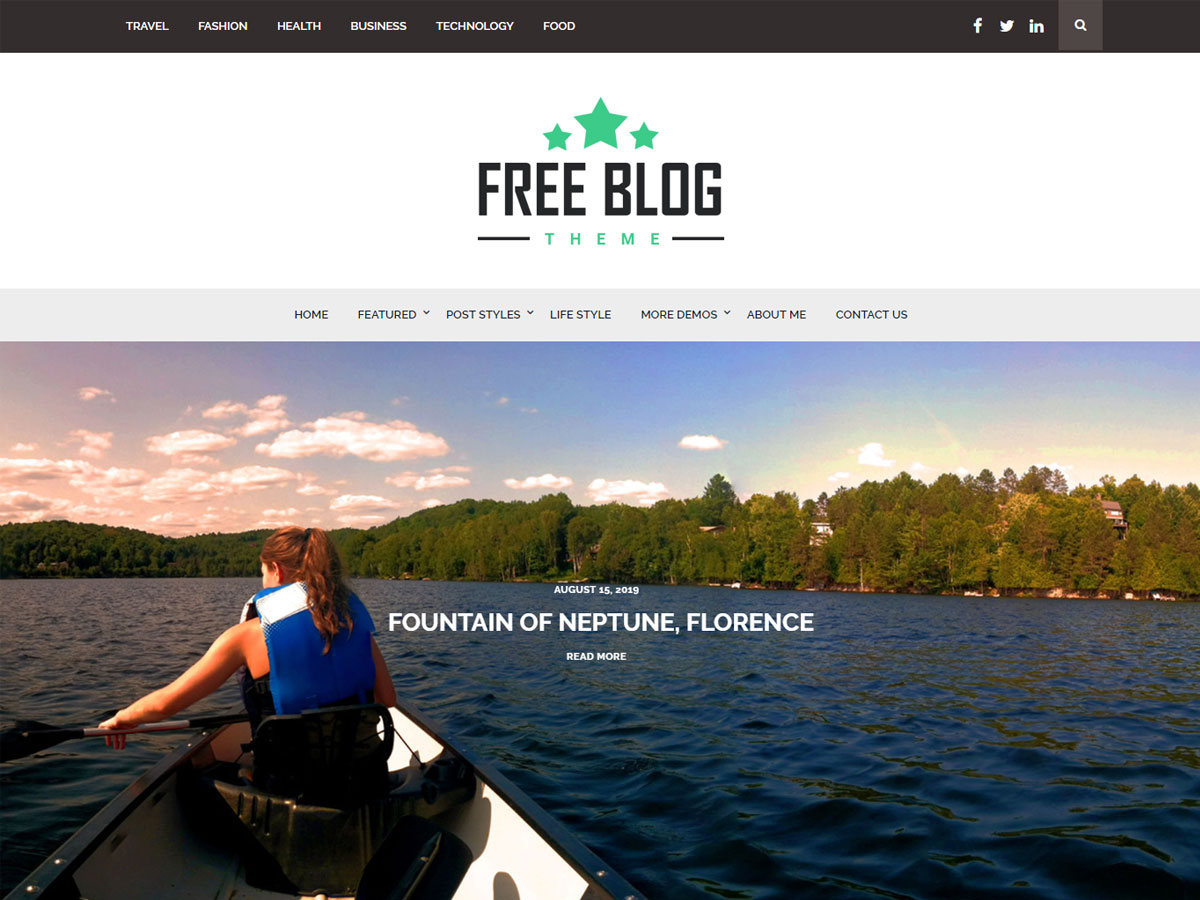 TRAVEL FASHION HEALTH BUSINESS TECHNOLOGY FOOD
FREE BLOG
THEME
HOME FEATURED POST STYLES LIFE STYLE MORE DEMOS ABOUT ME CONTACT US
AUGUST 15, 2019
FOUNTAIN OF NEPTUNE, FLORENCE
READ MORE